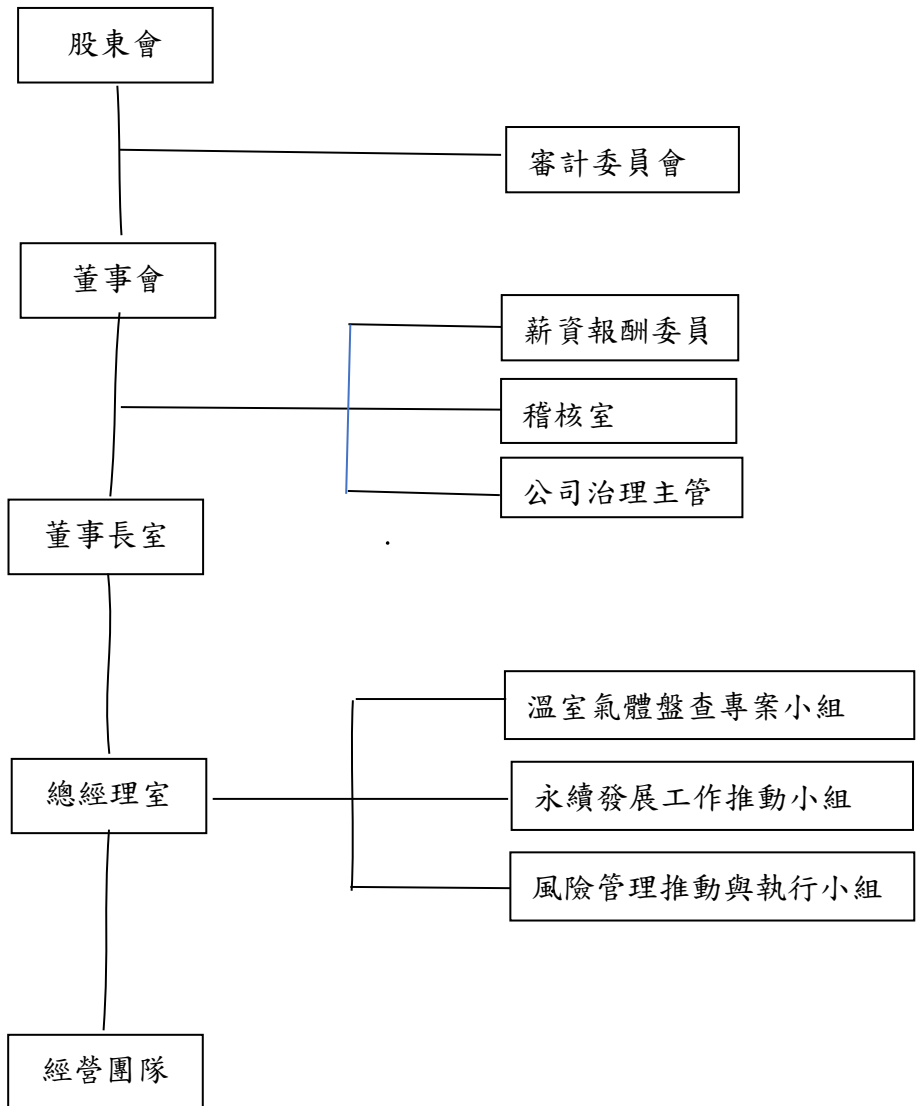 股東會
審計委員會
董事會
薪資報酬委員
稽核室
公司治理主管
董事長室
溫室氣體盤查專案小組
總經理室
永續發展工作推動小組
風險管理推動與執行小組
經營團隊